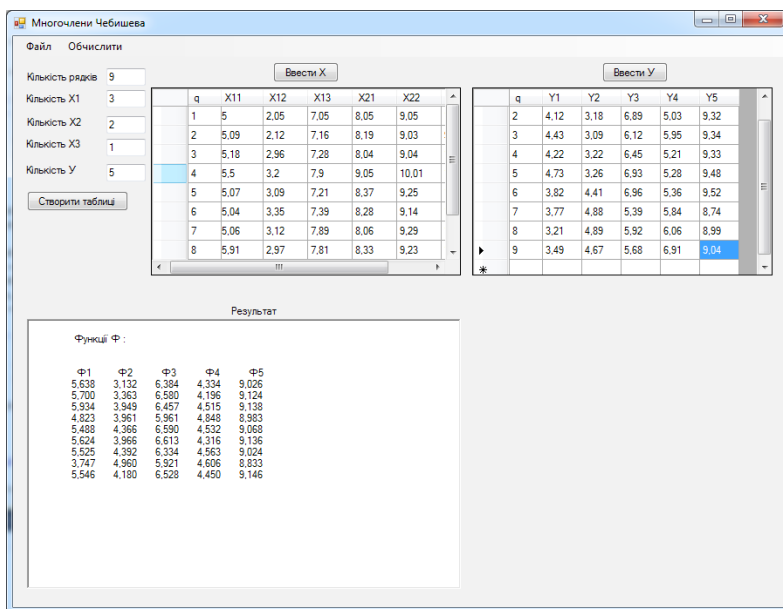 Многочлени Чебишева
Файл Обчислити
Кількість рядків 9
Кількість X1 3
Кількість X2 2
Кількість X3 1
Кількість У 5
Створити таблиці
Ввести X
q X11 X12 X13 X21 X22
1 5 2,05 7,05 8,05 9,05
2 5,09 2,12 7,16 8,19 9,03
3 5,18 2,96 7,28 8,04 9,04
4 5,5 3,2 7,9 9,05 10,01
5 5,07 3,09 7,21 8,37 9,25
6 5,04 3,35 7,39 8,28 9,14
7 5,06 3,12 7,89 8,06 9,29
8 5,91 2,97 7,81 8,33 9,23
Ввести У
q Y1 Y2 Y3 Y4 Y5
2 4,12 3,18 6,89 5,03 9,32
3 4,43 3,09 6,12 5,95 9,34
4 4,22 3,22 6,45 5,21 9,33
5 4,73 3,26 6,93 5,28 9,48
6 3,82 4,41 6,96 5,36 9,52
7 3,77 4,88 5,39 5,84 8,74
8 3,21 4,89 5,92 6,06 8,99
9 3,49 4,67 5,68 6,91 9,04
Результат
Функції Ф :
Ф1 Ф2 Ф3 Ф4 Ф5
5,638 3,132 6,384 4,334 9,026
5,700 3,363 6,580 4,196 9,124
5,934 3,949 6,457 4,515 9,138
4,823 3,961 5,961 4,848 8,983
5,488 4,366 6,590 4,532 9,068
5,624 3,966 6,613 4,316 9,136
5,525 4,392 6,334 4,563 9,024
3,747 4,960 5,921 4,606 8,833
5,546 4,180 6,528 4,450 9,146